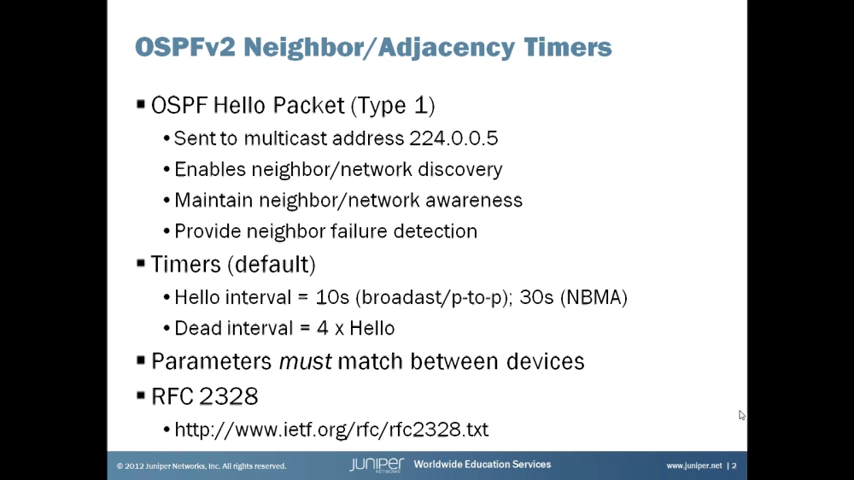 OSPFv2 Neighbor/Adjacency Timers
▪ OSPF Hello Packet (Type 1)
• Sent to multicast address 224.0.0.5
• Enables neighbor/network discovery
• Maintain neighbor/network awareness
• Provide neighbor failure detection
▪ Timers (default)
• Hello interval = 10s (broadast/p-to-p); 30s (NBMA)
• Dead interval = 4 x Hello
▪ Parameters must match between devices
▪ RFC 2328
• http://www.ietf.org/rfc/rfc2328.txt
© 2012 Juniper Networks, Inc. All rights reserved. JUNIPER NETWORKS Worldwide Education Services www.juniper.net | 2